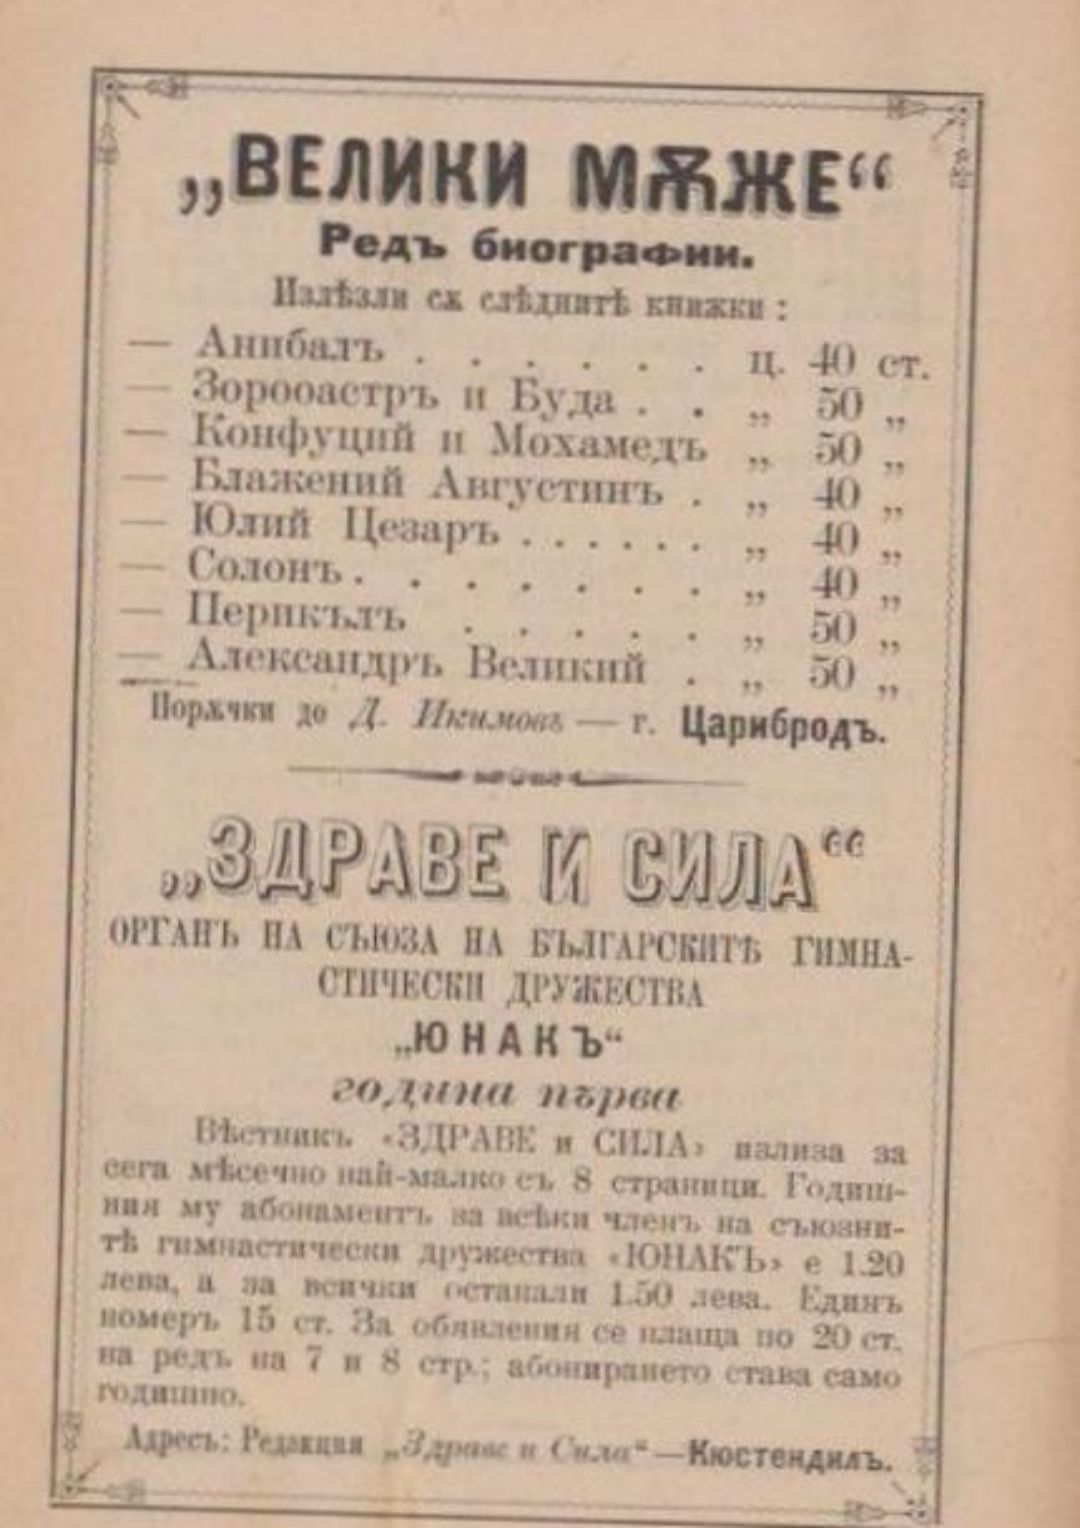 „ВЕЛИКИ МѪЖЕ“
Редъ биографии.
Излѣзли сѫ слѣднитѣ книжки :
— Анибалъ . . . . . . ц. 40 ст.
— Зорооастръ и Буда . . „ 50 „
— Конфуций и Мохамедъ „ 50 „
— Блажений Августинъ . „ 40 „
— Юлий Цезаръ . . . . . . „ 40 „
— Солонъ . . . . . . . „ 40 „
— Перикълъ . . . . . „ 50 „
— Александръ Великий . „ 50 „
Порѫчки до Д. Икимовъ — г. Царибродъ.
„ЗДРАВЕ И СИЛА“
ОРГАНЪ НА СЪЮЗА НА БЪЛГАРСКИТѢ ГИМНА-
СТИЧЕСКИ ДРУЖЕСТВА
„ЮНАКЪ“
година първа
Вѣстникъ «ЗДРАВЕ и СИЛА» излиза за
сега мѣсечно най-малко съ 8 страници. Годиш-
ния му абонаментъ за всѣки членъ на съюзни-
тѣ гимнастически дружества «ЮНАКЪ» е 1.20
лева, а за всички останали 1.50 лева. Единъ
номеръ 15 ст. За обявления се плаща по 20 ст.
на редъ на 7 и 8 стр.; абонирането става само
годишно.
Адресъ: Редакция „Здраве и Сила“ —Кюстендилъ.